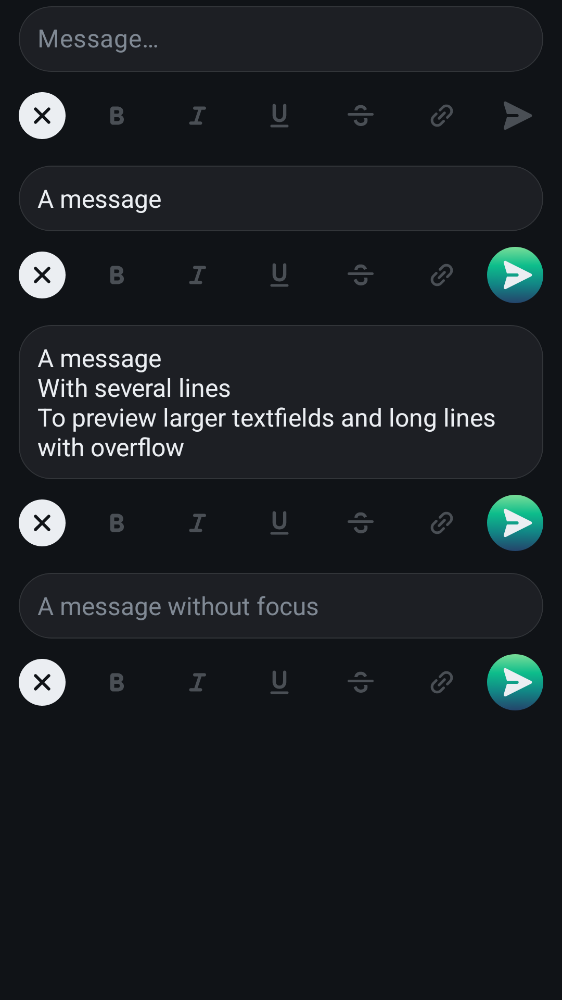 Message…
A message
A message
With several lines
To preview larger textfields and long lines
with overflow
A message without focus